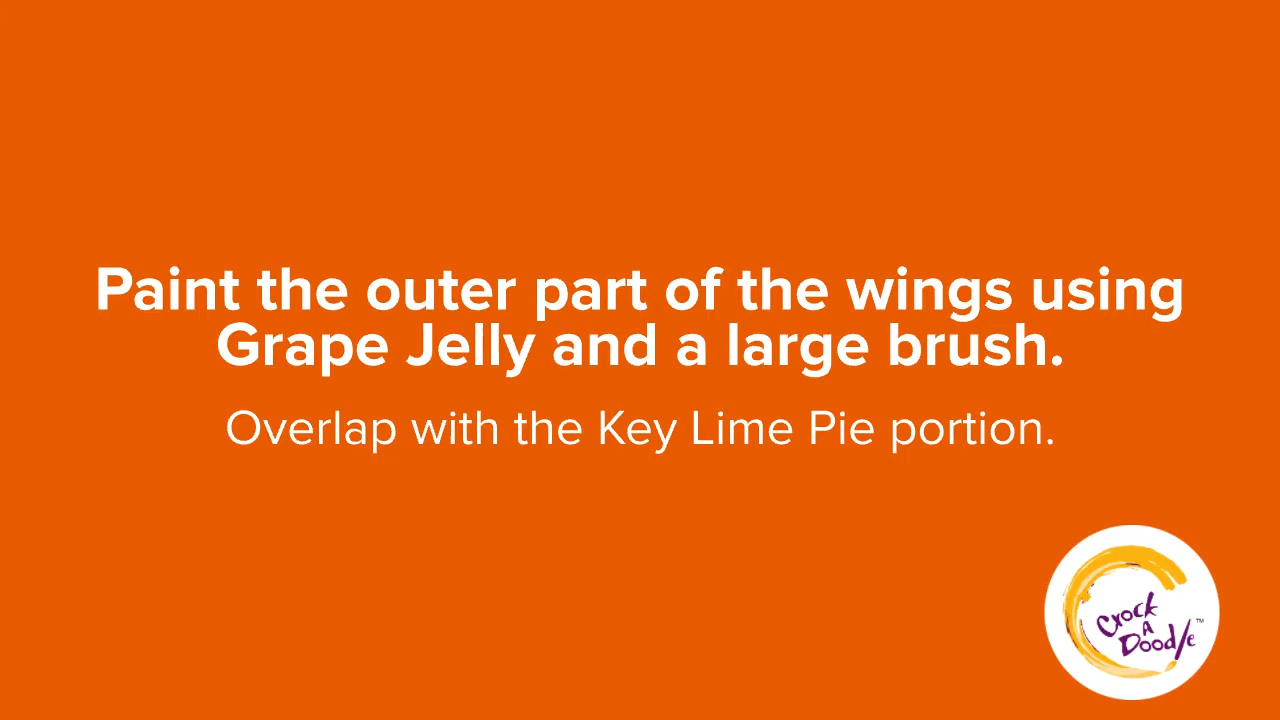 Paint the outer part of the wings using
Grape Jelly and a large brush.
Overlap with the Key Lime Pie portion.
Crock
A
Doodle™